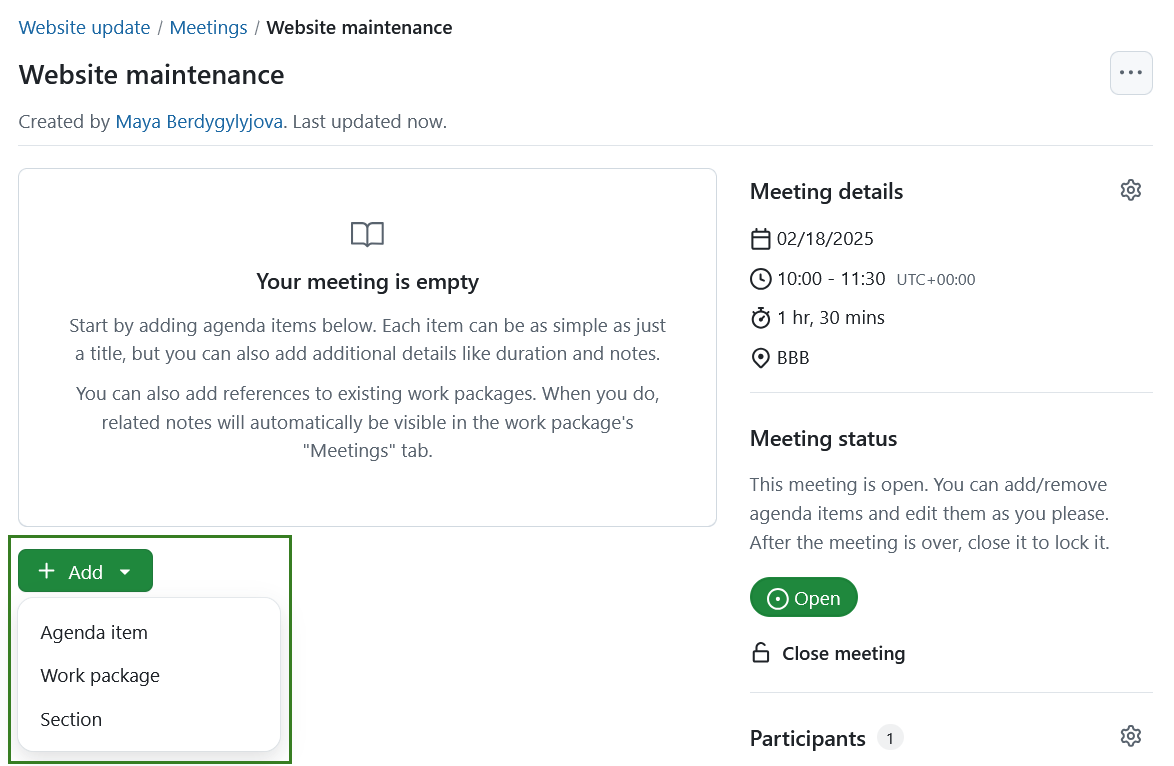 Website update / Meetings / Website maintenance
Website maintenance
Created by Maya Berdygylyjova. Last updated now.
Your meeting is empty
Start by adding agenda items below. Each item can be as simple as just
a title, but you can also add additional details like duration and notes.
You can also add references to existing work packages. When you do,
related notes will automatically be visible in the work package's
"Meetings" tab.
+ Add
Agenda item
Work package
Section
Meeting details
02/18/2025
10:00 - 11:30 UTC+00:00
1 hr, 30 mins
BBB
Meeting status
This meeting is open. You can add/remove
agenda items and edit them as you please.
After the meeting is over, close it to lock it.
Open
Close meeting
Participants 1